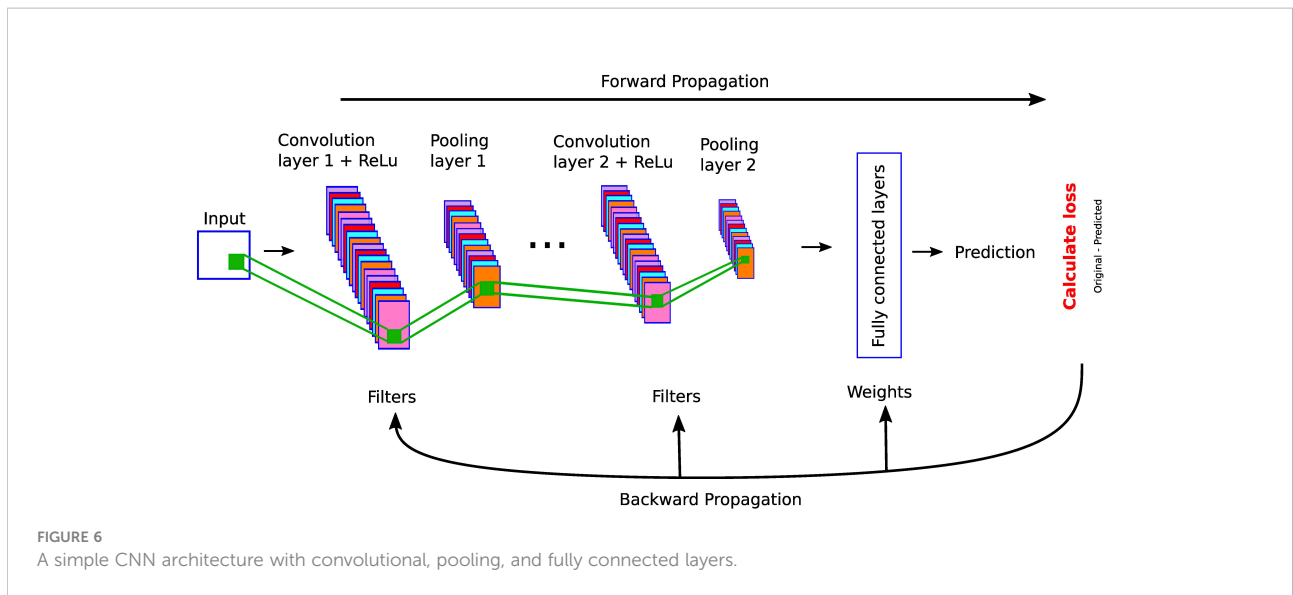 Forward Propagation
Convolution
layer 1 + ReLu
Pooling
layer 1
Convolution
layer 2 + ReLu
Pooling
layer 2
Input
...
Fully connected layers
Prediction
Calculate loss
Original - Predicted
Filters
Filters
Weights
Backward Propagation
FIGURE 6
A simple CNN architecture with convolutional, pooling, and fully connected layers.